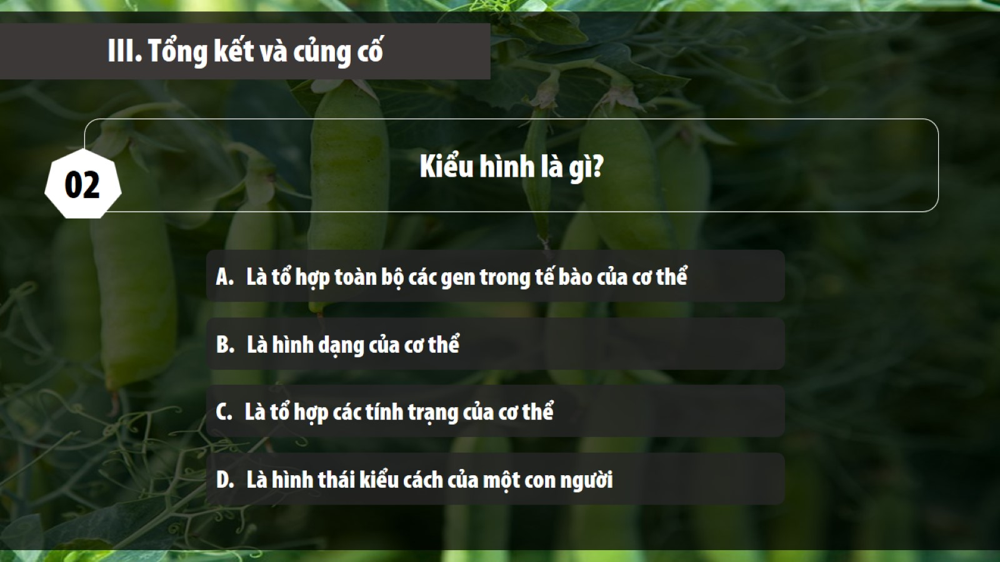 III. Tổng kết và củng cố
Kiểu hình là gì?
02
A. Là tổ hợp toàn bộ các gen trong tế bào của cơ thể
B. Là hình dạng của cơ thể
C. Là tổ hợp các tính trạng của cơ thể
D. Là hình thái kiểu cách của một con người